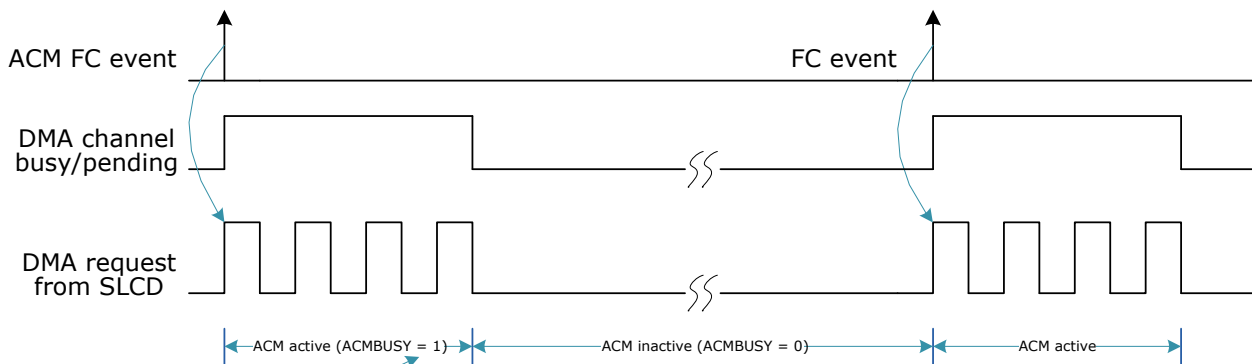 ACM FC event
FC event
DMA channel
busy/pending
DMA request
from SLCD
ACM active (ACMBUSY = 1)
ACM inactive (ACMBUSY = 0)
ACM active